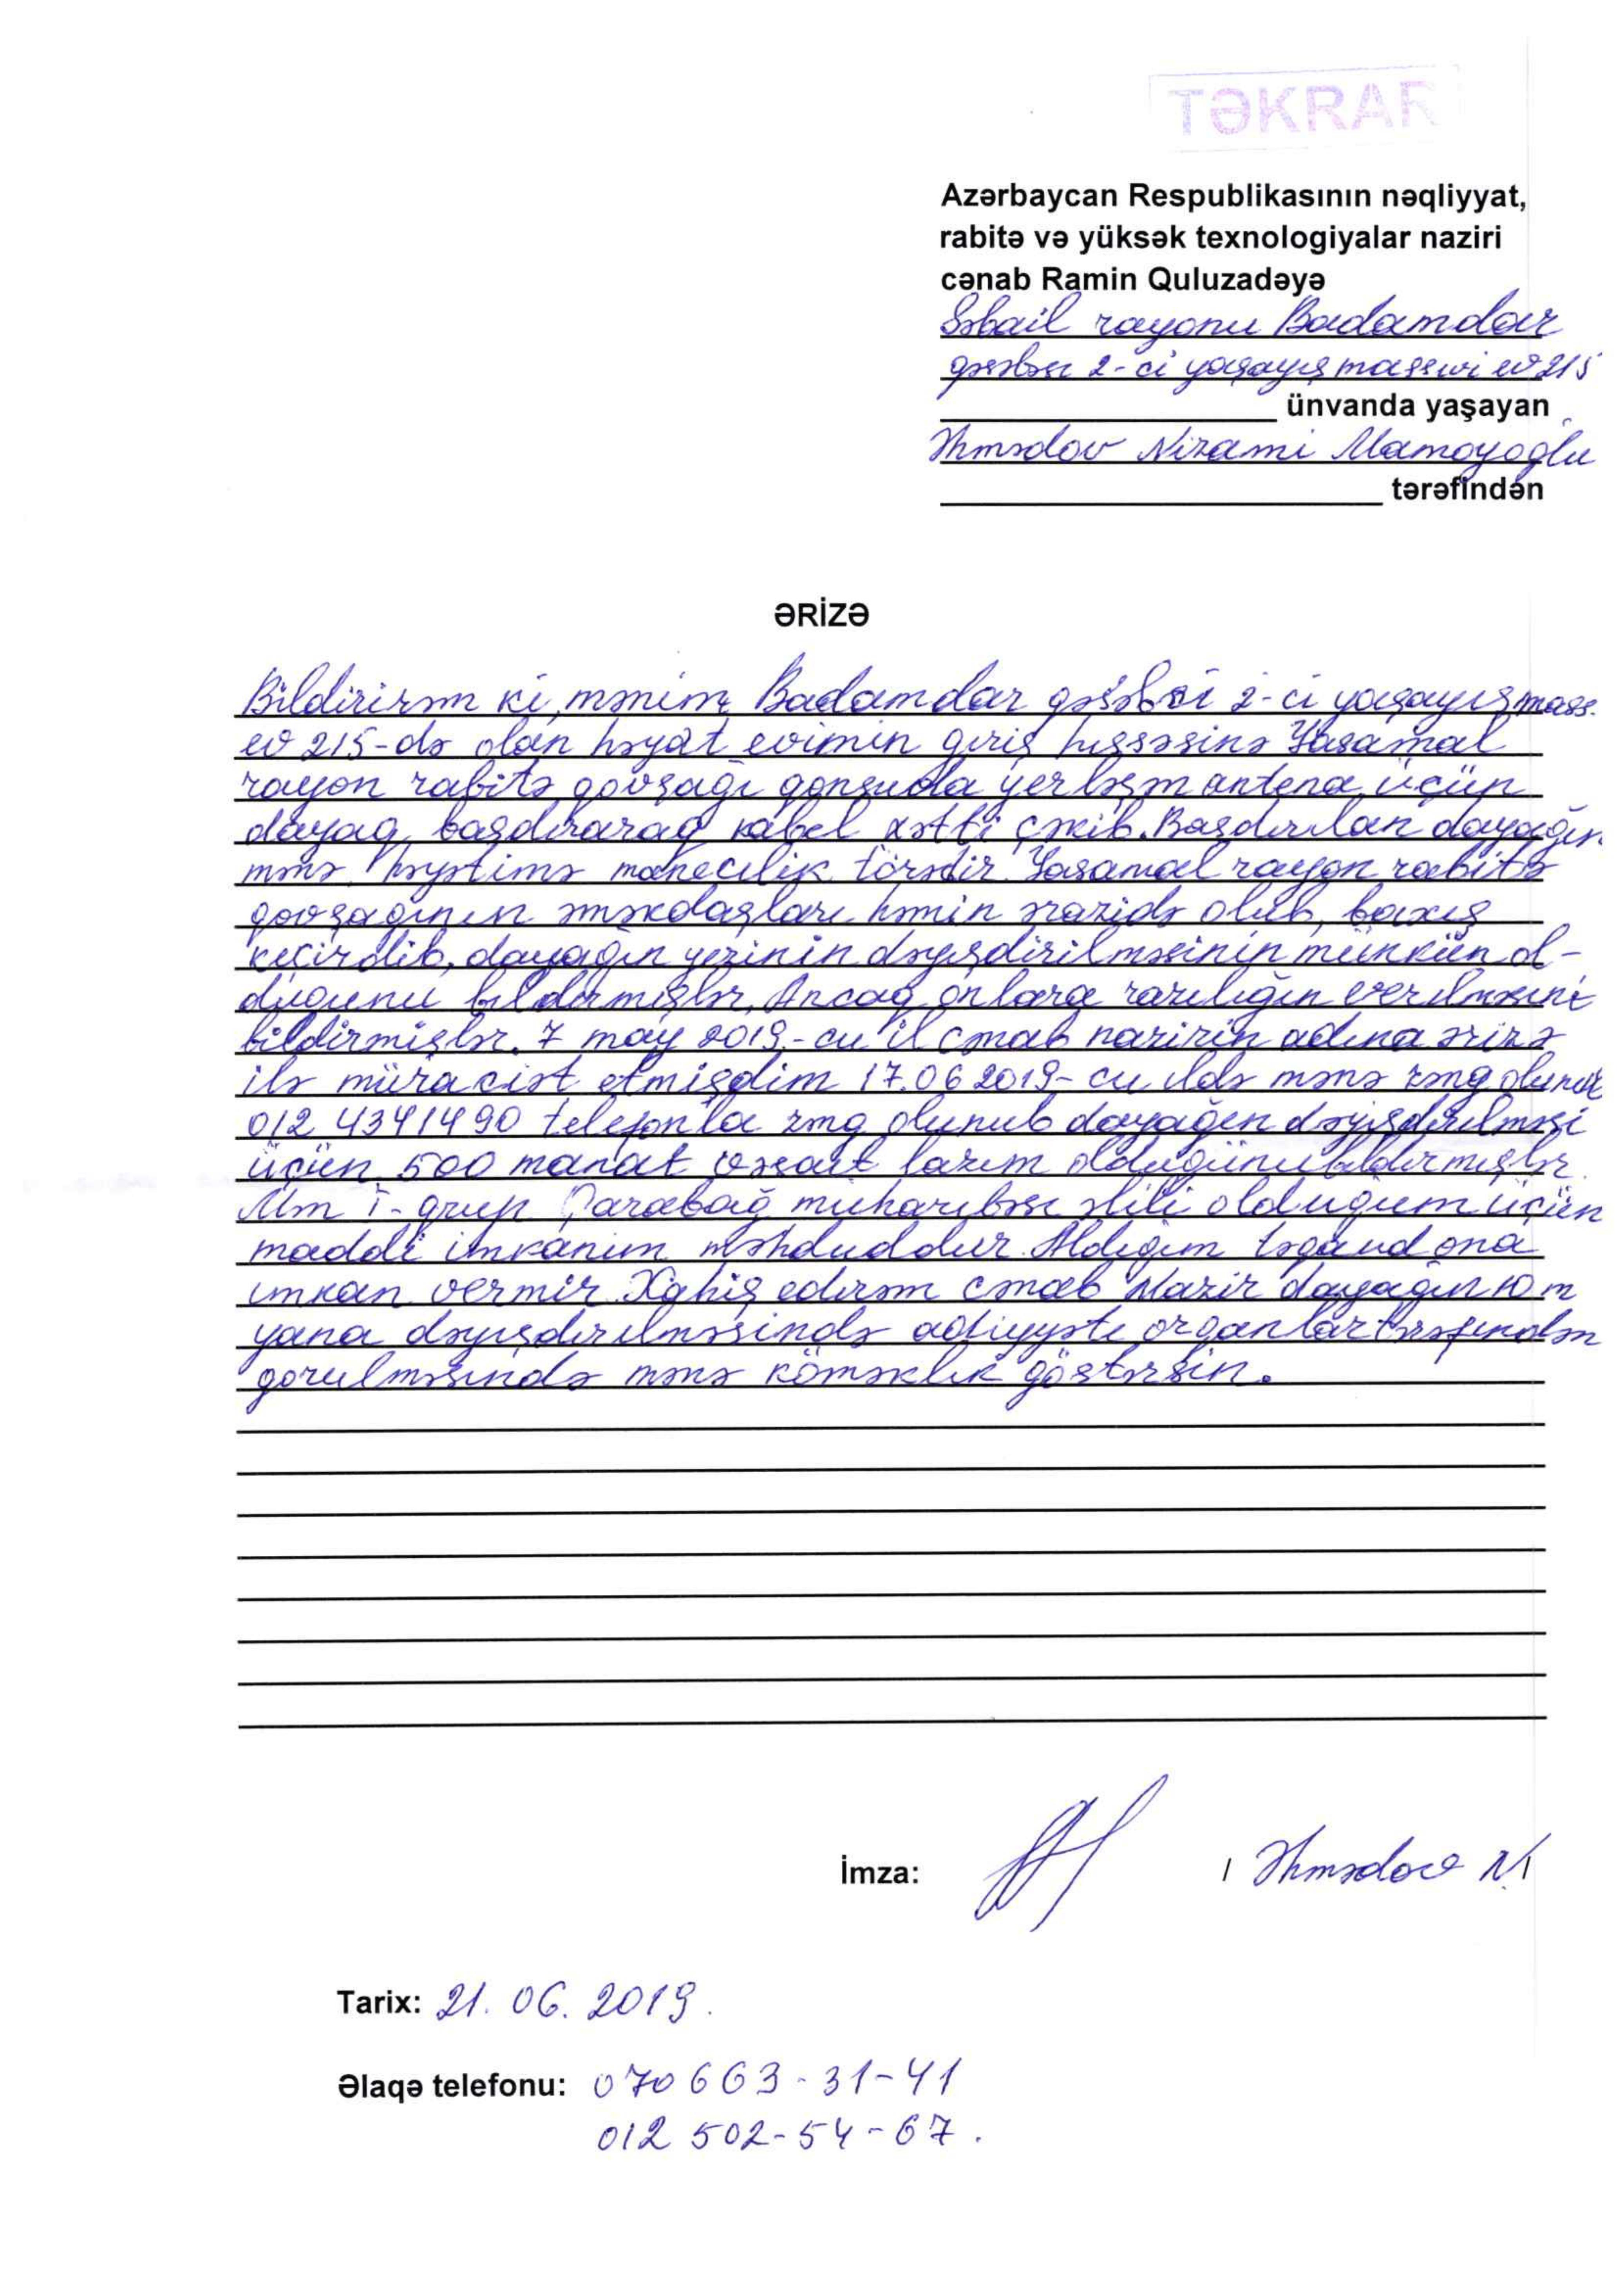 TƏKRAR
Azərbaycan Respublikasının nəqliyyat,
rabitə və yüksək texnologiyalar naziri
cənab Ramin Quluzadəyə
Səbail rayonu Badamdar
qəsəbəsi 2-ci yaşayış massivi ev 215
ünvanda yaşayan
Əhmədov Nizami Mamoyoğlu
tərəfindən
ƏRİZƏ
Bildirirəm ki, mənim Badamdar qəsəbəsi 2-ci yaşayış mass.
ev 215-də olan həyət evimin giriş hissəsinə Yasamal
rayon rabitə qovşağı qonşuda yerləşən antena üçün
dayaq basdıraraq kabel xətti çəkib. Basdırılan dayağın
mənə, həyətimə maneçilik törədir. Yasamal rayon rabitə
qovşağının əməkdaşları həmin ərazidə olub, baxış
keçirdib, dayağın yerinin dəyişdirilməsinin mümkün ol-
duğunu bildirmişlər, Ancaq onlara razılığın verilməsini
bildirmişlər. 7 may 2019-cu il cənab nazirin adına ərizə
ilə müraciət etmişdim 17.06 2019-cu ildə mənə zəng olunub
012 4341490 telefonla zəng olunub dayağın dəyişdirilməsi
üçün 500 manat vəsait lazım olduğunu bildirmişlər.
Mən I-qrup Qarabağ muharibəsi əlili olduğum üçün
maddi imkanım məhduddur. Aldığım təqaüd ona
imkan vermir. Xahiş edirəm cənab Nazir dayağın 10 m
yana dəyişdirilməsində adiyyəti organlar tərəfindən
qorulməsində mənə köməklik göstərsin.
İmza: / Əhmədov N. /
Tarix: 21. 06. 2019.
Əlaqə telefonu: 070 663-31-41
012 502-54-67.